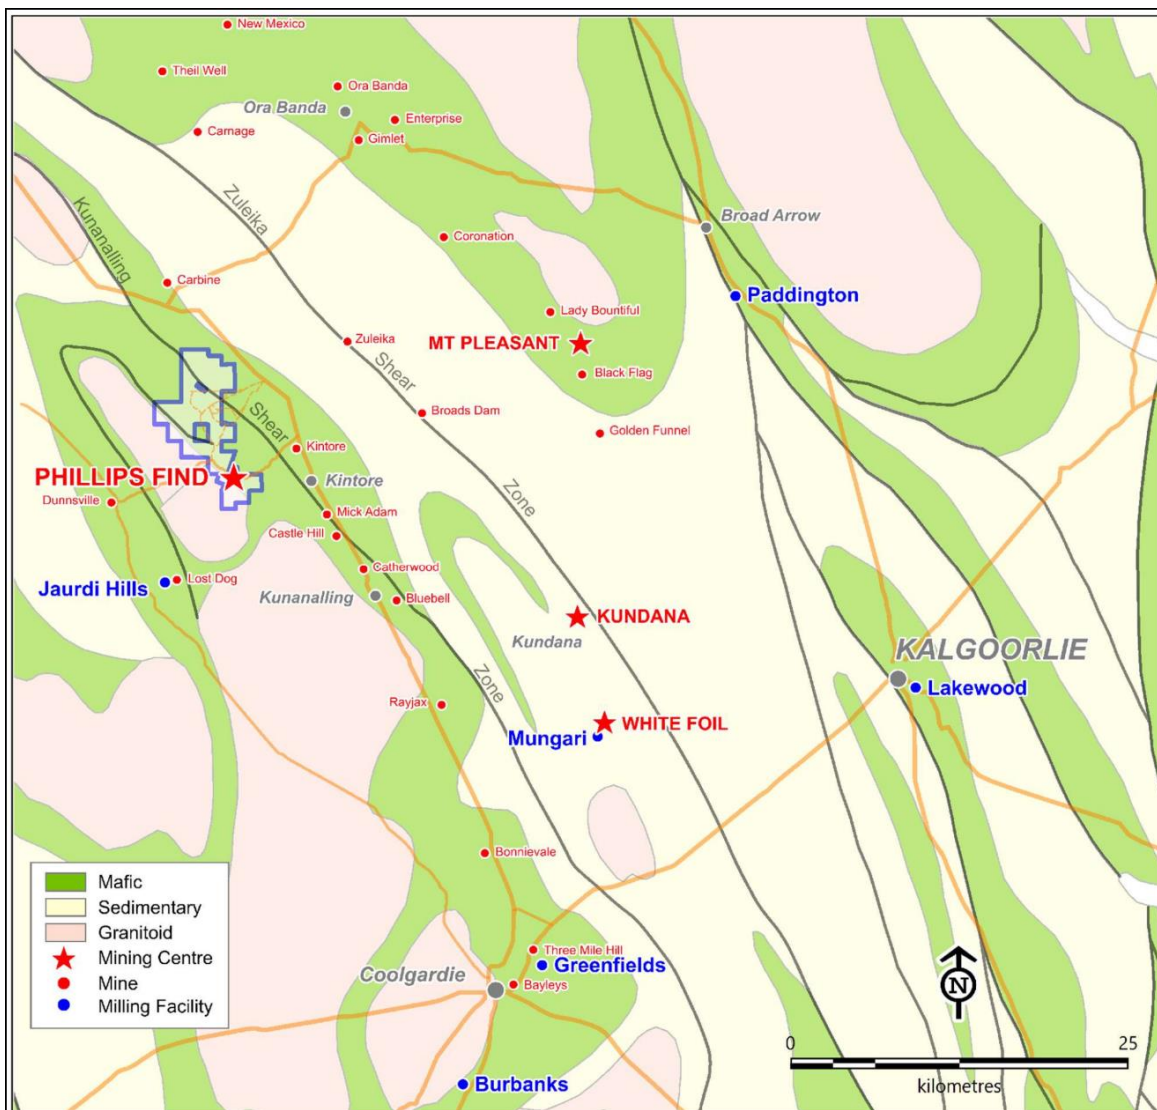 New Mexico
Theil Well
Ora Banda
Ora Banda
Enterprise
Carnage
Gimlet
Zuleika
Kunanalling
Broad Arrow
Coronation
Carbine
Paddington
Lady Bountiful
Zuleika
MT PLEASANT
Shear
Black Flag
Shear
Broads Dam
Golden Funnel
Kintore
PHILLIPS FIND
Kintore
Dunnsville
Zone
Mick Adam
Castle Hill
Catherwood
Jaurdi Hills
Lost Dog
Kunanalling
Bluebell
KUNDANA
Kundana
KALGOORLIE
Zone
Lakewood
Rayjax
WHITE FOIL
Mungari
Bonnievale
Mafic
Sedimentary
Granitoid
Mining Centre
Mine
Milling Facility
Three Mile Hill
Greenfields
Coolgardie
Bayleys
N
0 25
kilometres
Burbanks